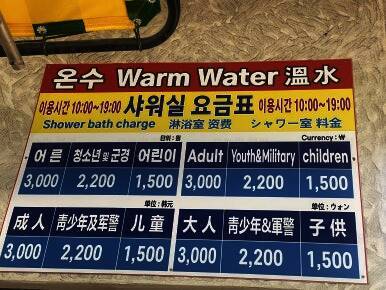 온수 Warm Water 溫水
이용시간 10:00~19:00 샤워실 요금표 이용시간 10:00~19:00
Shower bath charge 淋浴室 资费 シャワー室 料金
단위 : 원 Currency : ₩
어른 청소년 및 군경 어린이 Adult Youth&Military children
3,000 2,200 1,500 3,000 2,200 1,500
单位 : 韩元 单位 : ウォン
成人 青少年及军警 儿童 大人 靑少年&軍警 子供
3,000 2,200 1,500 3,000 2,200 1,500